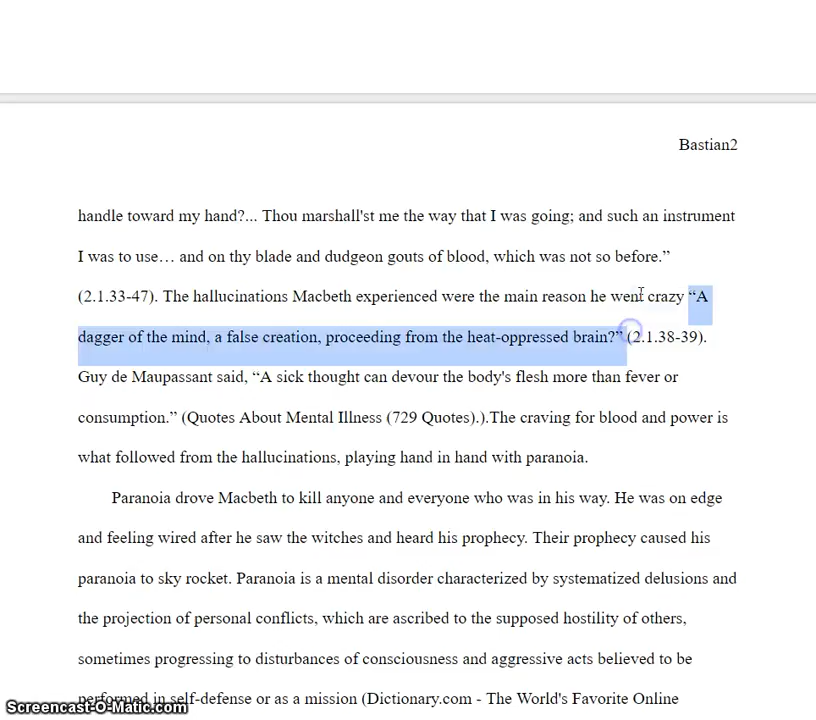 Bastian2
handle toward my hand?... Thou marshall'st me the way that I was going; and such an instrument
I was to use… and on thy blade and dudgeon gouts of blood, which was not so before.”
(2.1.33-47). The hallucinations Macbeth experienced were the main reason he went crazy “A
dagger of the mind, a false creation, proceeding from the heat-oppressed brain?” (2.1.38-39).
Guy de Maupassant said, “A sick thought can devour the body's flesh more than fever or
consumption.” (Quotes About Mental Illness (729 Quotes).).The craving for blood and power is
what followed from the hallucinations, playing hand in hand with paranoia.
Paranoia drove Macbeth to kill anyone and everyone who was in his way. He was on edge
and feeling wired after he saw the witches and heard his prophecy. Their prophecy caused his
paranoia to sky rocket. Paranoia is a mental disorder characterized by systematized delusions and
the projection of personal conflicts, which are ascribed to the supposed hostility of others,
sometimes progressing to disturbances of consciousness and aggressive acts believed to be
performed in self-defense or as a mission (Dictionary.com - The World's Favorite Online
Screencast-O-Matic.com